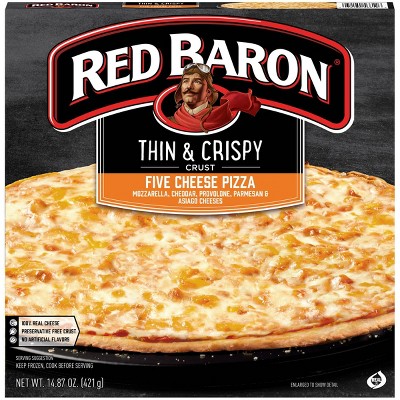 RED BARON®
THIN & CRISPY
CRUST
FIVE CHEESE PIZZA
MOZZARELLA, CHEDDAR, PROVOLONE, PARMESAN &
ASIAGO CHEESES
100% REAL CHEESE
PRESERVATIVE FREE CRUST
NO ARTIFICIAL FLAVORS
SERVING SUGGESTION
KEEP FROZEN, COOK BEFORE SERVING
NET WT. 14.87 OZ. (421g)
ENLARGED TO SHOW DETAIL
REAL